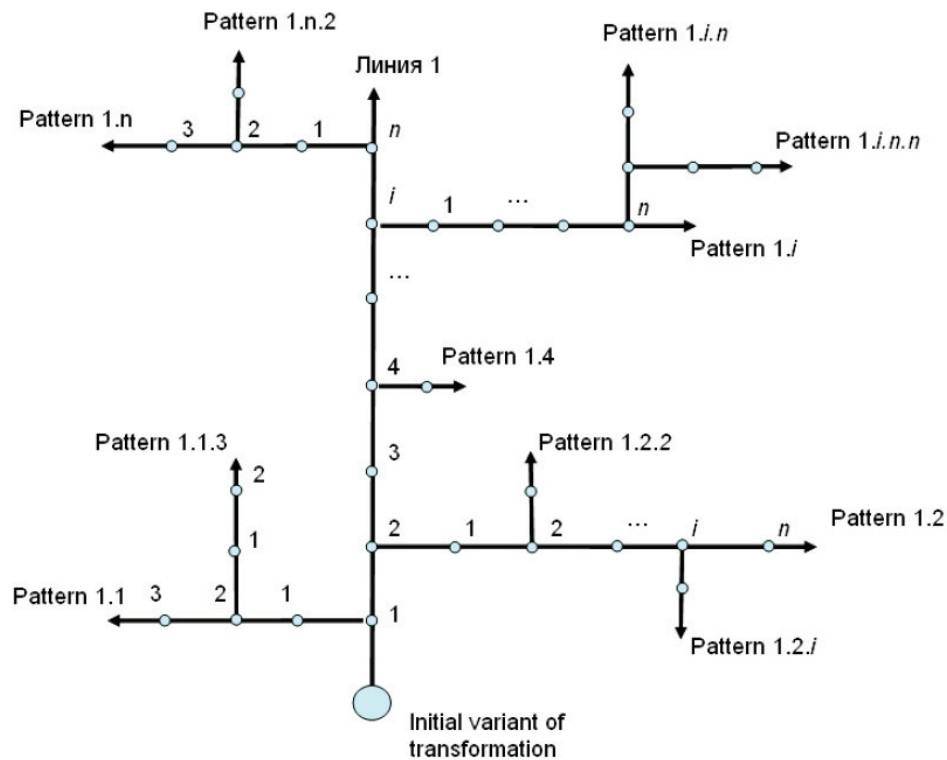 Pattern 1.n.2
Pattern 1.i.n
Линия 1
Pattern 1.n
3
2
1
n
Pattern 1.i.n.n
i
1
...
n
Pattern 1.i
...
4
Pattern 1.4
Pattern 1.1.3
2
3
Pattern 1.2.2
1
2
1
2
...
i
n
Pattern 1.2
Pattern 1.1
3
2
1
1
Pattern 1.2.i
Initial variant of
transformation